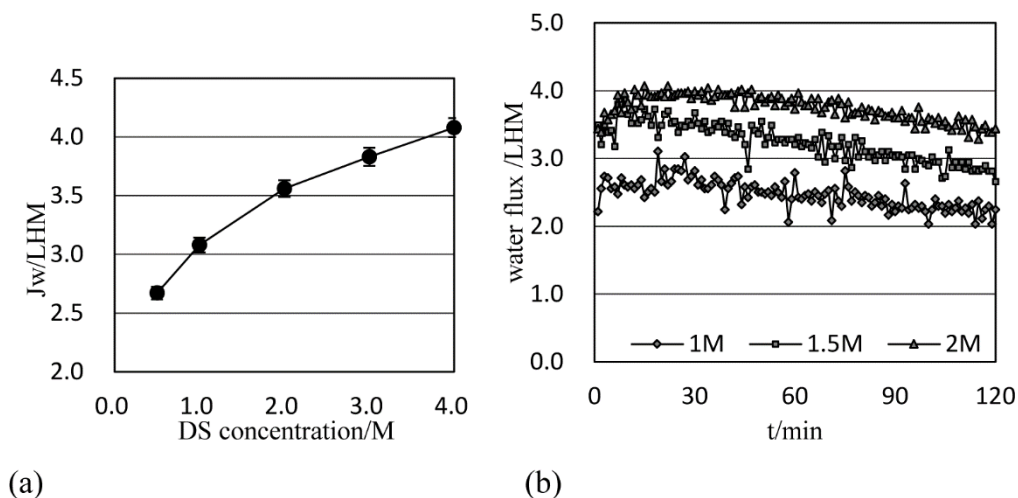 4.5
4.0
3.5
3.0
2.5
2.0
Jw/LHM
0.0 1.0 2.0 3.0 4.0
DS concentration/M
(a)
5.0
4.0
3.0
2.0
1.0
0.0
water flux /LHM
1M 1.5M 2M
0 30 60 90 120
t/min
(b)